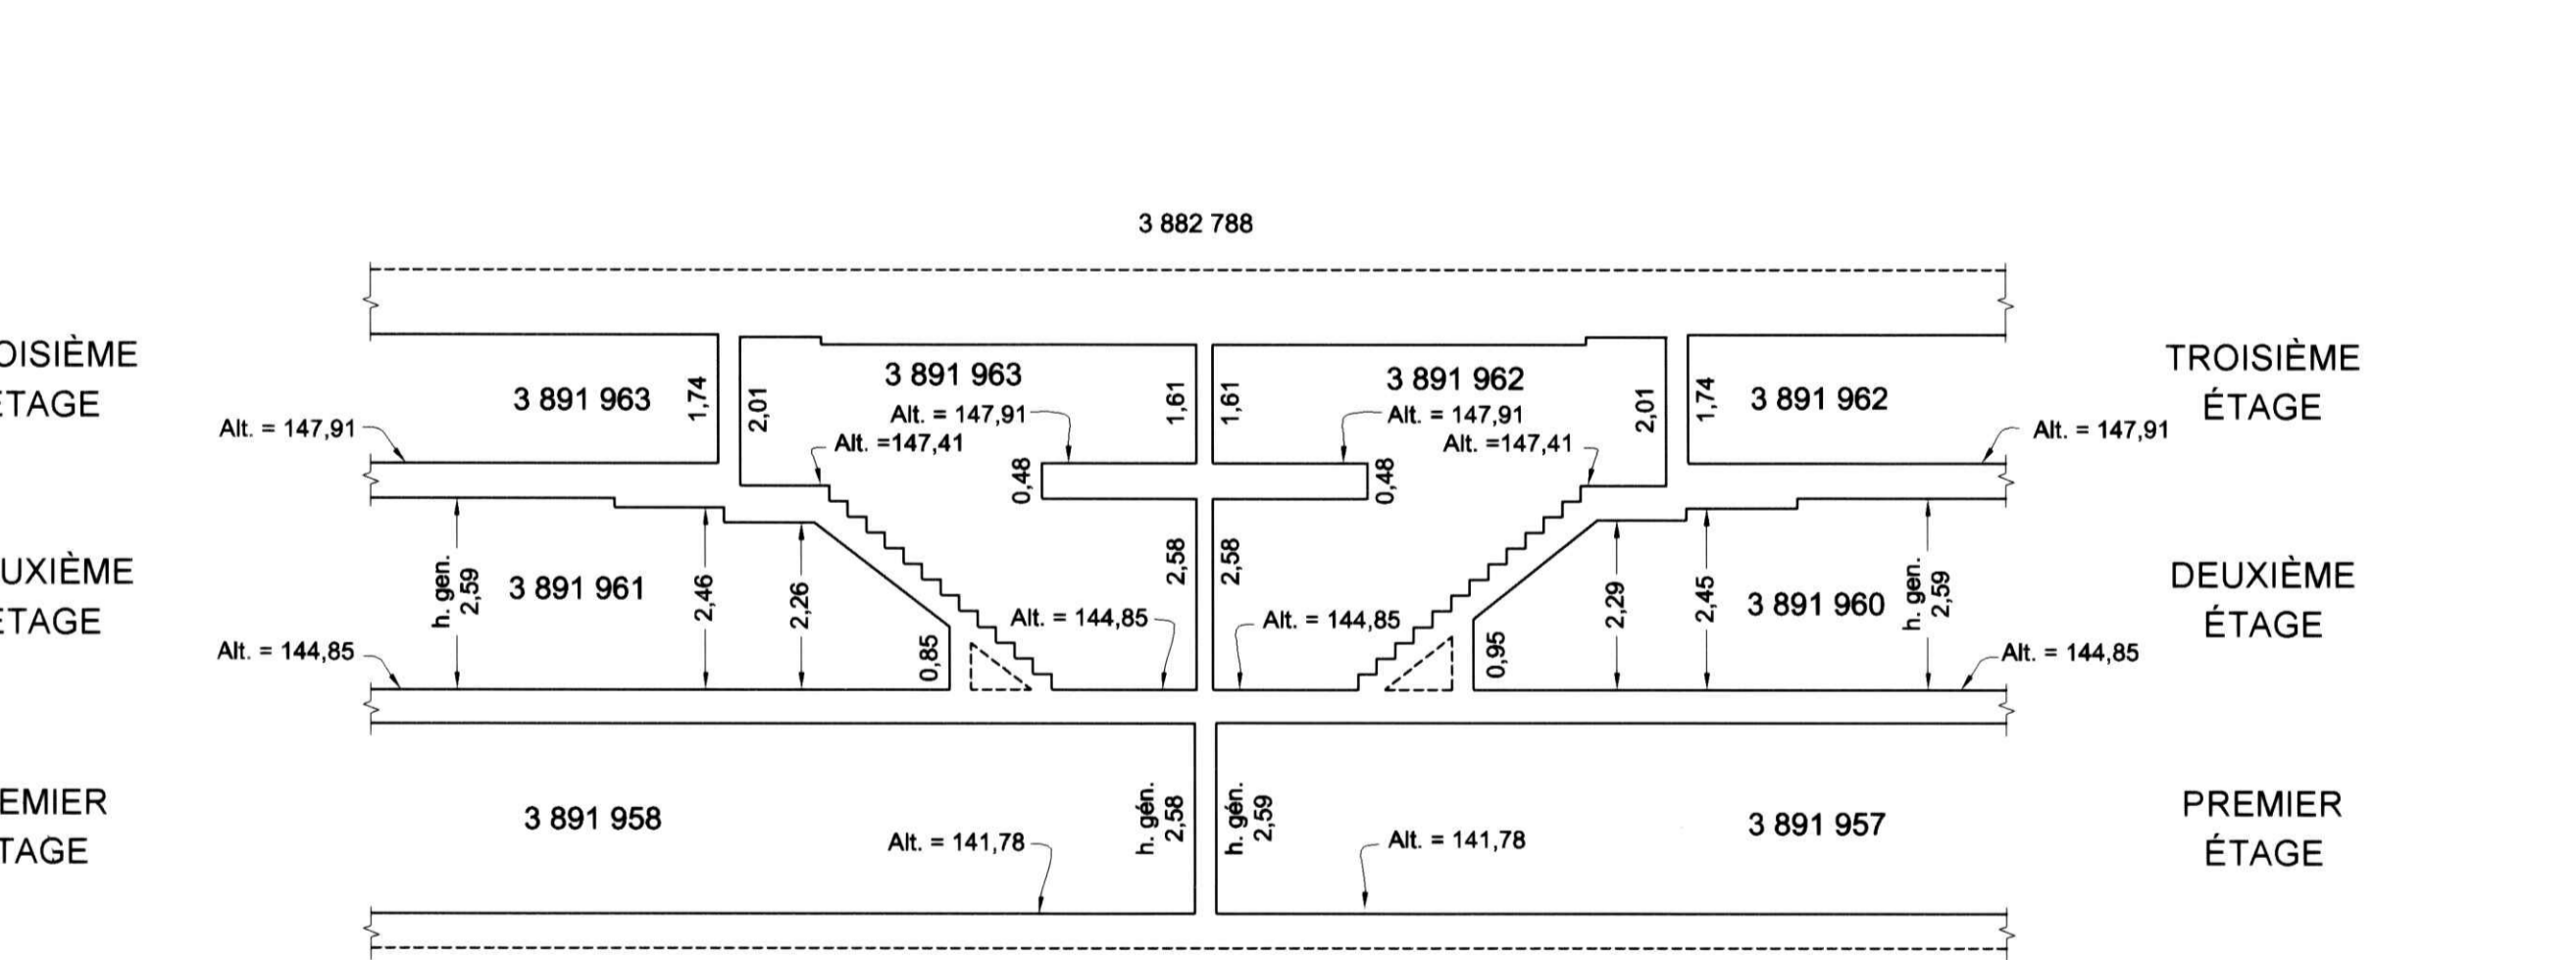 3 882 788
OISIÈME
ÉTAGE
3 891 963
1,74
2,01
3 891 963
Alt. = 147,91
Alt. =147,41
1,61
1,61
3 891 962
Alt. = 147,91
Alt. =147,41
2,01
1,74
3 891 962
TROISIÈME
ÉTAGE
Alt. = 147,91
Alt. = 147,91
0,48
0,48
UXIÈME
ÉTAGE
h. gen.
2,59
3 891 961
2,46
2,26
0,85
Alt. = 144,85
2,58
2,58
Alt. = 144,85
0,95
2,29
2,45
3 891 960
h. gen.
2,59
DEUXIÈME
ÉTAGE
Alt. = 144,85
Alt. = 144,85
EMIER
TAGE
3 891 958
Alt. = 141,78
h. gén.
2,58
h. gén.
2,59
Alt. = 141,78
3 891 957
PREMIER
ÉTAGE